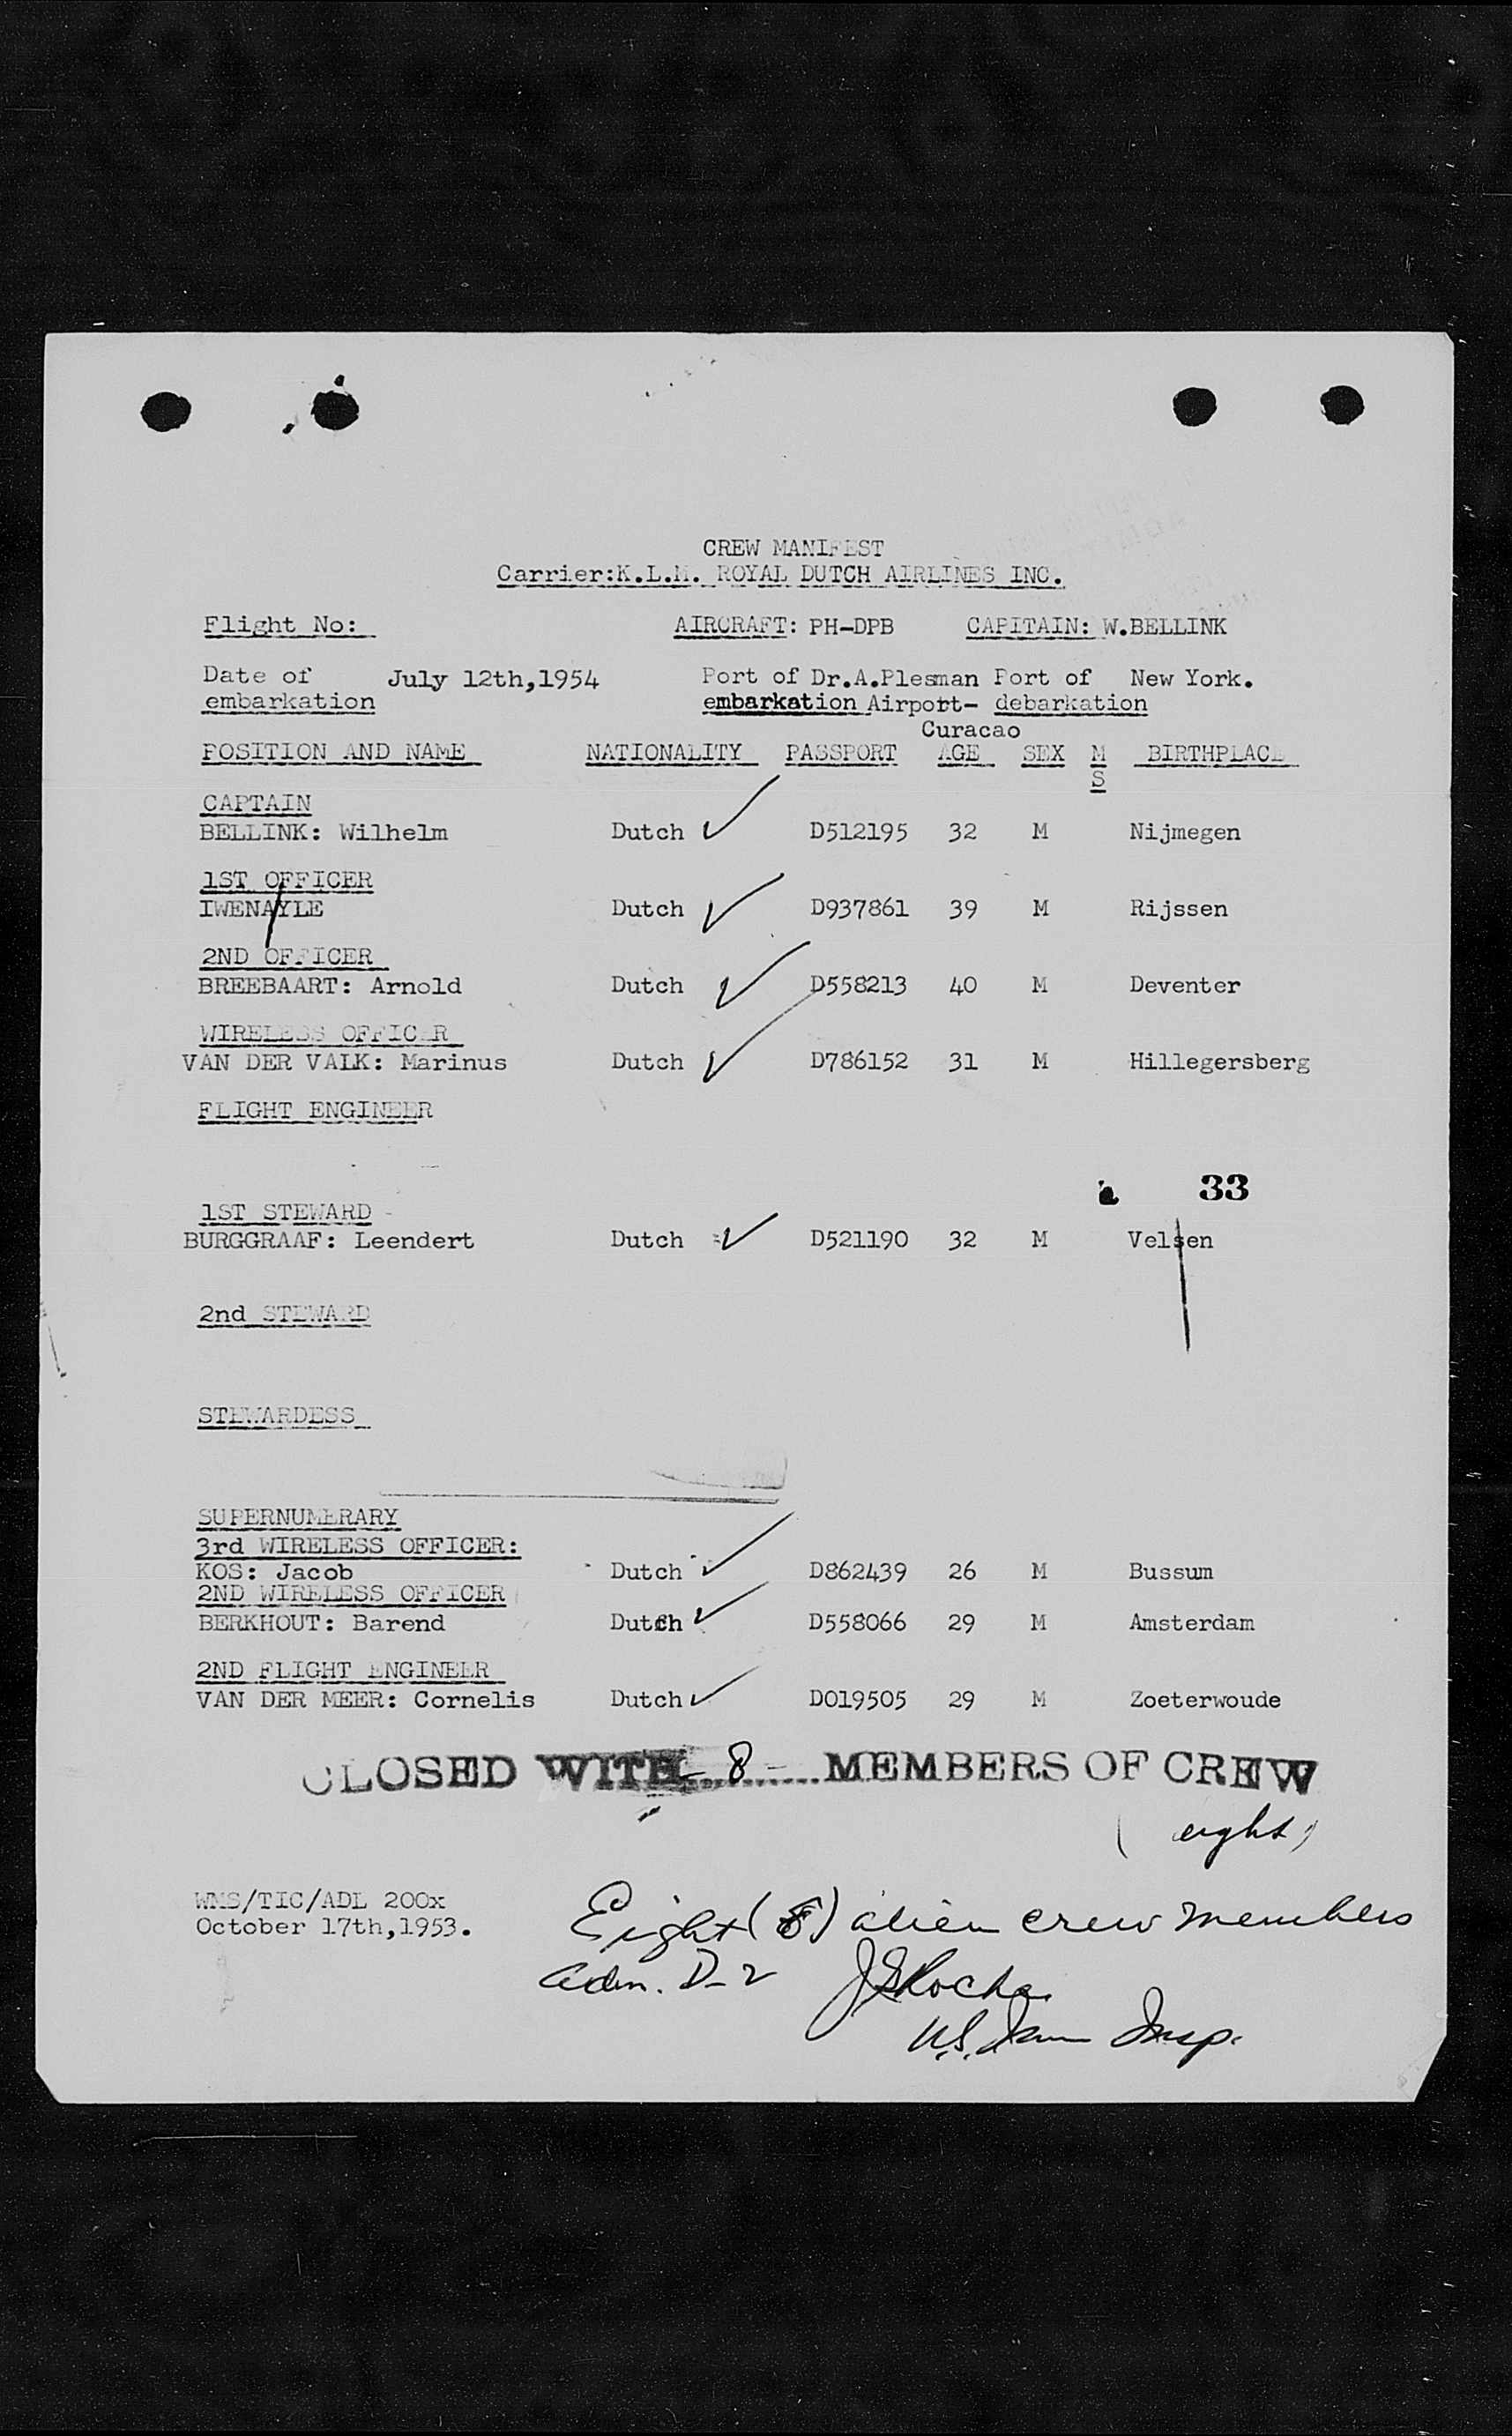 CREW MANIFEST
Carrier:K.L.M. ROYAL DUTCH AIRLINES INC.
Flight No: AIRCRAFT: PH-DPB CAPITAIN: W.BELLINK
Date of July 12th,1954 Port of Dr.A.Plesman Port of New York.
embarkation embarkation Airport- debarkation
Curacao
POSITION AND NAME NATIONALITY PASSPORT AGE SEX M BIRTHPLACE
S
CAPTAIN
BELLINK: Wilhelm Dutch D512195 32 M Nijmegen
1ST OFFICER
IWENA/YLE Dutch D937861 39 M Rijssen
2ND OFFICER
BREEBAART: Arnold Dutch D558213 40 M Deventer
WIRELESS OFFICER
VAN DER VALK: Marinus Dutch D786152 31 M Hillegersberg
FLIGHT ENGINEER
33
1ST STEWARD
BURGGRAAF: Leendert Dutch D521190 32 M Velsen
2nd STEWARD
STEWARDESS
SUPERNUMERARY
3rd WIRELESS OFFICER:
KOS: Jacob Dutch D862439 26 M Bussum
2ND WIRELESS OFFICER
BERKHOUT: Barend Dutch D558066 29 M Amsterdam
2ND FLIGHT ENGINEER
VAN DER MEER: Cornelis Dutch D019505 29 M Zoeterwoude
CLOSED WITH - 8 - MEMBERS OF CREW
(eight)
WMS/TIC/ADL 200x
October 17th,1953.
Eight (8) alien crew members
adm. D-2 JSRocha
U.S. Imm Insp.